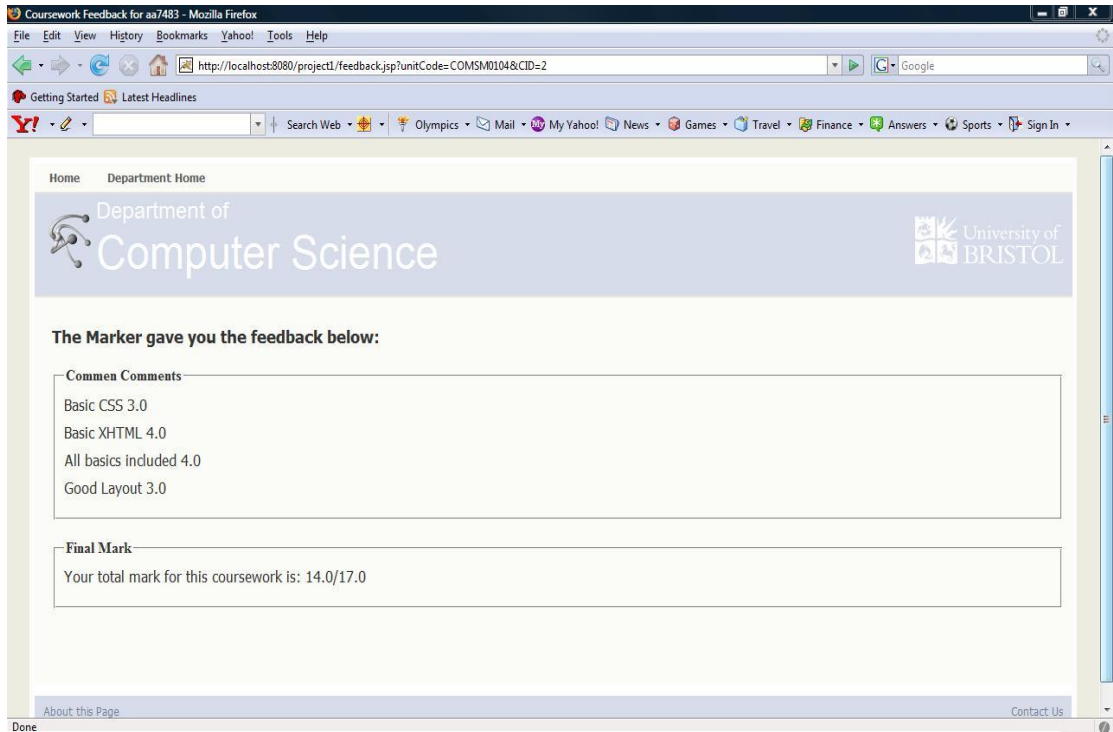 Coursework Feedback for aa7483 - Mozilla Firefox
File Edit View History Bookmarks Yahoo! Tools Help
http://localhost:8080/project1/feedback.jsp?unitCode=COMSM0104&CID=2 G Google
Getting Started Latest Headlines
Y! Search Web Olympics Mail My My Yahoo! News Games Travel Finance Answers Sports Sign In
Home Department Home
Department of
Computer Science
University of
BRISTOL
The Marker gave you the feedback below:
Commen Comments
Basic CSS 3.0
Basic XHTML 4.0
All basics included 4.0
Good Layout 3.0
Final Mark
Your total mark for this coursework is: 14.0/17.0
About this Page Contact Us
Done